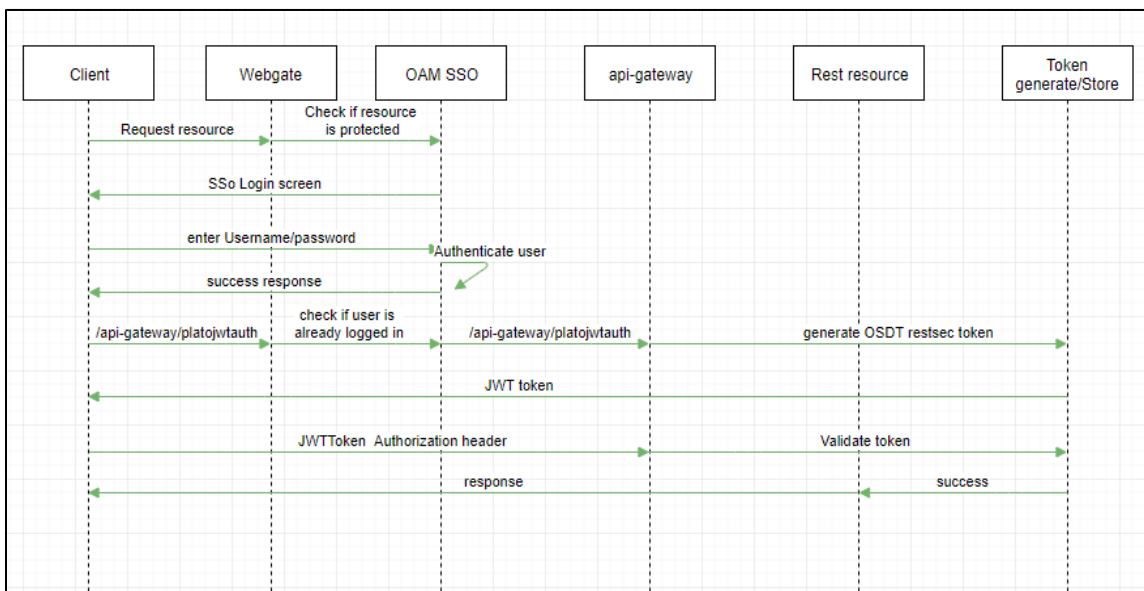 Client
Webgate
OAM SSO
api-gateway
Rest resource
Token
generate/Store
Request resource
Check if resource
is protected
SSo Login screen
enter Username/password
Authenticate user
success response
/api-gateway/platojwtauth
check if user is
already logged in
/api-gateway/platojwtauth
generate OSDT restsec token
JWT token
JWTToken Authorization header
Validate token
response
success